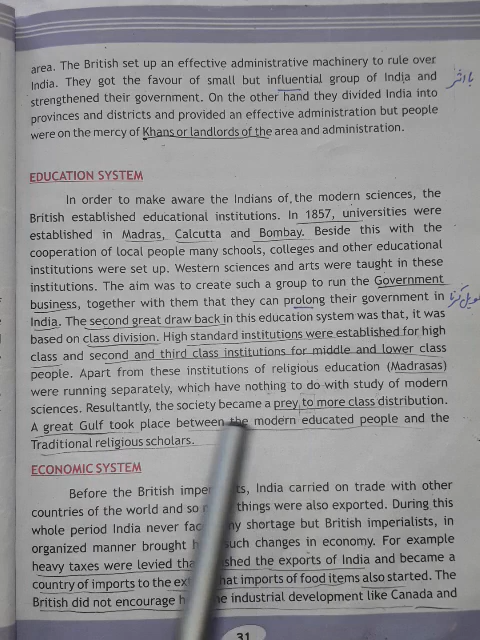 area. The British set up an effective administrative machinery to rule over
India. They got the favour of small but influential group of India and
با اثر
strengthened their government. On the other hand they divided India into
provinces and districts and provided an effective administration but people
were on the mercy of Khans or landlords of the area and administration.
EDUCATION SYSTEM
In order to make aware the Indians of the modern sciences, the
British established educational institutions. In 1857, universities were
established in Madras, Calcutta and Bombay. Beside this with the
cooperation of local people many schools, colleges and other educational
institutions were set up. Western sciences and arts were taught in these
institutions. The aim was to create such a group to run the Government
business, together with them that they can prolong their government in
India. The second great draw back in this education system was that, it was
based on class division. High standard institutions were established for high
class and second and third class institutions for middle and lower class
people. Apart from these institutions of religious education (Madrasas)
were running separately, which have nothing to do with study of modern
sciences. Resultantly, the society became a prey to more class distribution.
A great Gulf took place between the modern educated people and the
Traditional religious scholars.
ECONOMIC SYSTEM
Before the British India carried on trade with other
countries of the world and so things were also exported. During this
whole period India never shortage but British imperialists, in
organized manner brought such changes in economy. For example
heavy taxes were levied the exports of India and became a
country of imports to the imports of food items also started. The
British did not encourage industrial development like Canada and
31